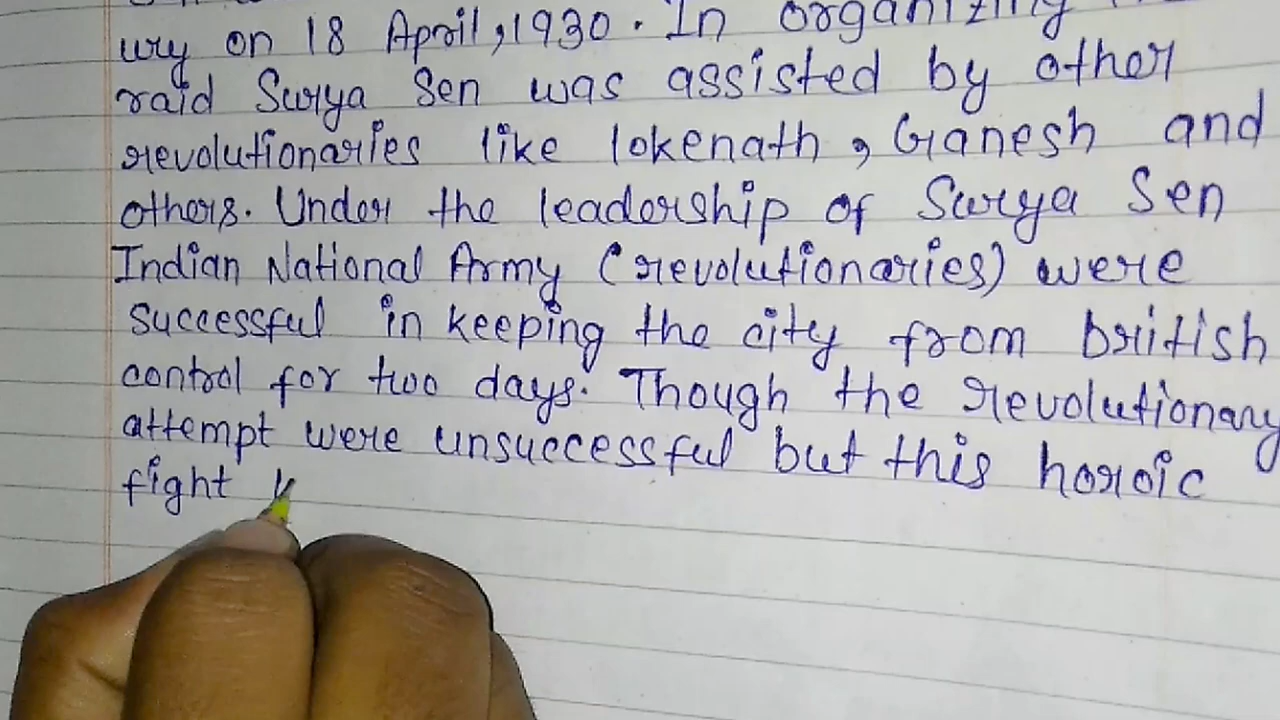 ury on 18 April, 1930. In organizing
raid Surya Sen was assisted by other
revolutionaries like lokenath, Ganesh and
others. Under the leadership of Surya Sen
Indian National Army (revolutionaries) were
successful in keeping the city from british
control for two days. Though the revolutionary
attempt were unsuccessful but this heroic
fight